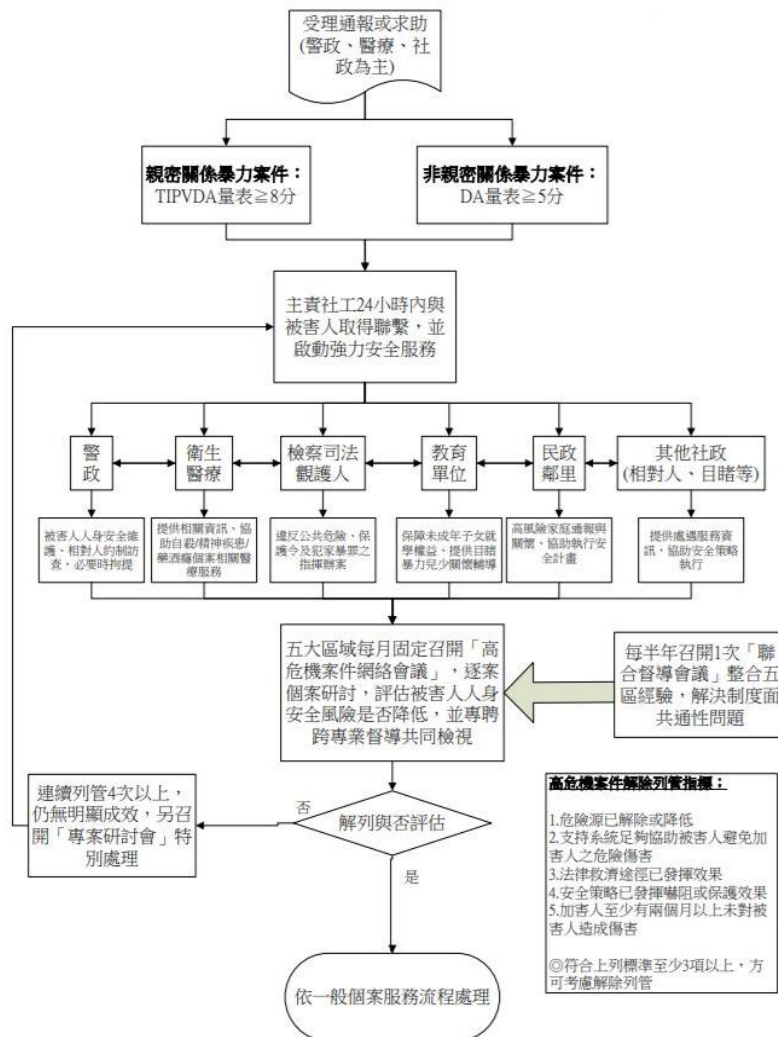 受理通報或求助
(警政、醫療、社
政為主)
親密關係暴力案件：
TIPVDA量表≧8分
非親密關係暴力案件：
DA量表≧5分
主責社工24小時內與
被害人取得聯繫，並
啟動強力安全服務
警
政
衛生
醫療
檢察司法
觀護人
教育
單位
民政
鄰里
其他社政
(相對人、目睹等)
被害人人身安全維
護、相對人約制訪
查，必要時拘提
提供相關資訊、協
助自殺/精神疾患/
藥酒癮個案相關醫
療服務
違反公共危險、保
護令及犯家暴罪之
指揮辦案
保障未成年子女就
學權益、提供目睹
暴力兒少關懷輔導
高風險家庭通報與
關懷、協助執行安
全計畫
提供處遇服務資
訊，協助安全策略
執行
五大區域每月固定召開「高
危機案件網絡會議」，逐案
個案研討，評估被害人人身
安全風險是否降低，並專聘
跨專業督導共同檢視
每半年召開1次「聯
合督導會議」整合五
區經驗，解決制度面
共通性問題
連續列管4次以上，
仍無明顯成效，另召
開「專案研討會」特
別處理
否
解列與否評估
是
高危機案件解除列管指標：
1.危險源已解除或降低
2.支持系統足夠協助被害人避免加
害人之危險傷害
3.法律救濟途徑已發揮效果
4.安全策略已發揮嚇阻或保護效果
5.加害人至少有兩個月以上未對被
害人造成傷害
◎符合上列標準至少3項以上，方
可考慮解除列管
依一般個案服務流程處理